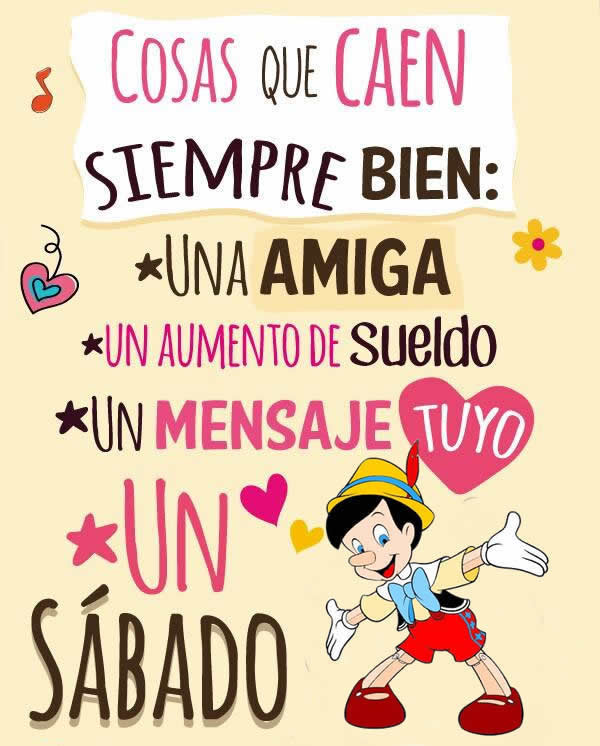 COSAS QUE CAEN
SIEMPRE BIEN:
*UNA AMIGA
*UN AUMENTO DE Sueldo
*UN MENSAJE TUYO
*UN
SÁBADO